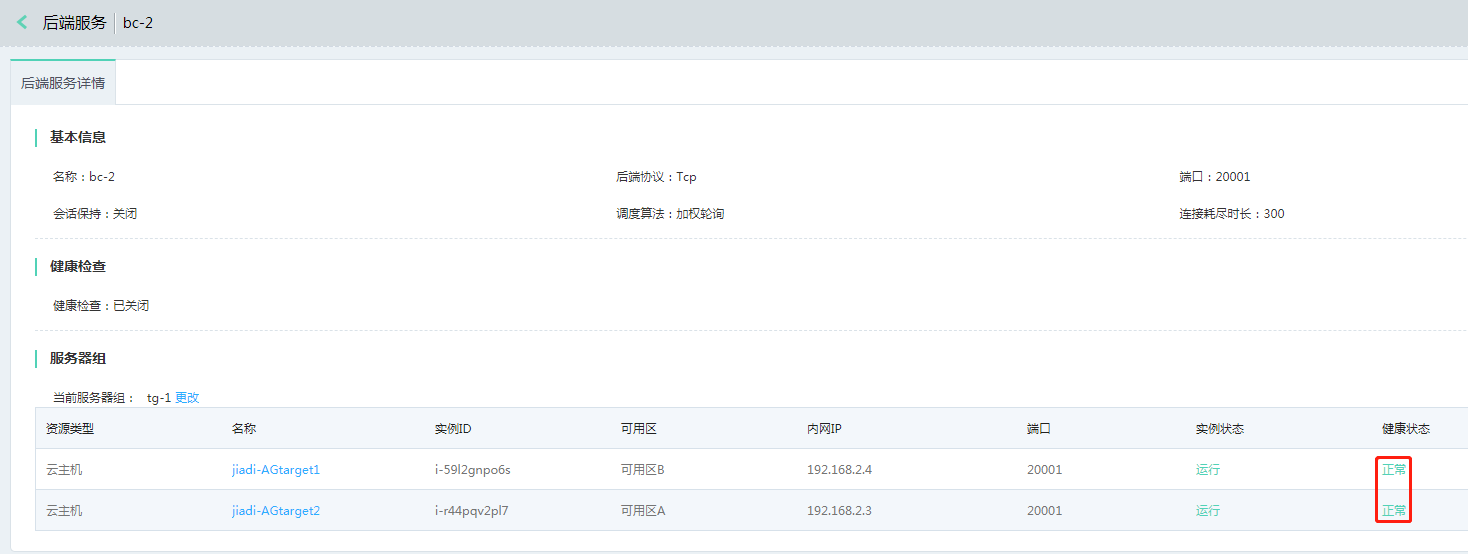 后端服务 bc-2
后端服务详情
基本信息
名称：bc-2 后端协议：Tcp 端口：20001
会话保持：关闭 调度算法：加权轮询 连接耗尽时长：300
健康检查
健康检查：已关闭
服务器组
当前服务器组： tg-1 更改
资源类型 名称 实例ID 可用区 内网IP 端口 实例状态 健康状态
云主机 jiadi-AGtarget1 i-59l2gnpo6s 可用区B 192.168.2.4 20001 运行 正常
云主机 jiadi-AGtarget2 i-r44pqv2pl7 可用区A 192.168.2.3 20001 运行 正常